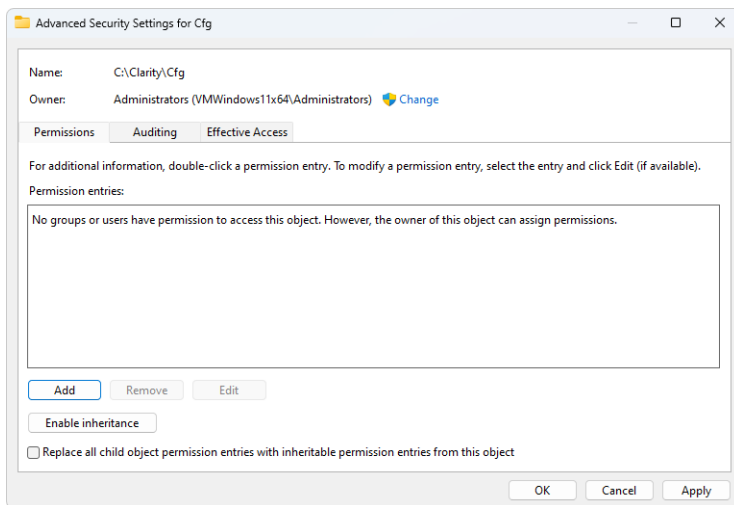 Advanced Security Settings for Cfg
Name: C:\Clarity\Cfg
Owner: Administrators (VMWindows11x64\Administrators) Change
Permissions Auditing Effective Access
For additional information, double-click a permission entry. To modify a permission entry, select the entry and click Edit (if available).
Permission entries:
No groups or users have permission to access this object. However, the owner of this object can assign permissions.
Add Remove Edit
Enable inheritance
Replace all child object permission entries with inheritable permission entries from this object
OK Cancel Apply